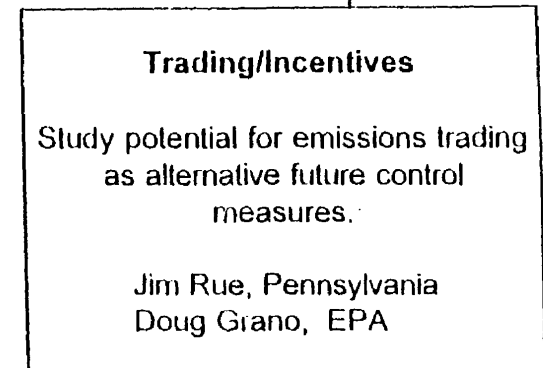 Trading/Incentives
Study potential for emissions trading
as alternative future control
measures.
Jim Rue, Pennsylvania
Doug Grano, EPA